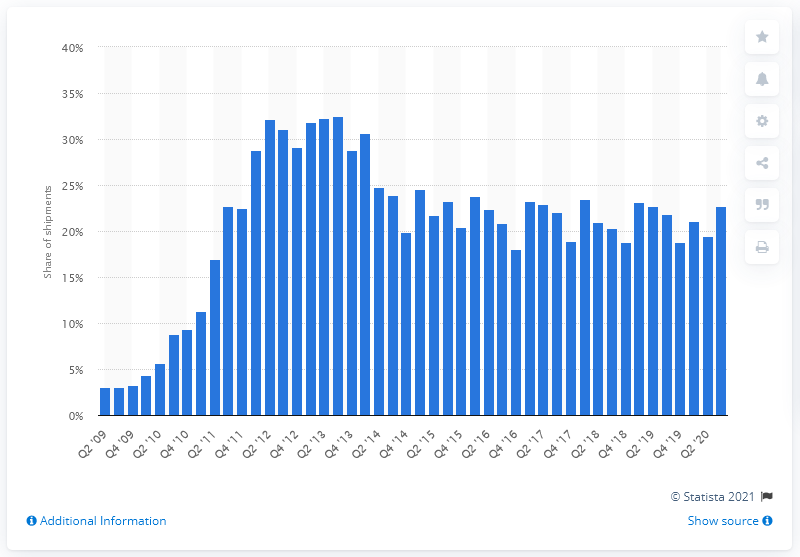 40%
35%
30%
25%
20%
15%
10%
5%
0%
Share of shipments
Q2 '09
Q4 '09
Q2 '10
Q4 '10
Q2 '11
Q4 '11
Q2 '12
Q4 '12
Q2 '13
Q4 '13
Q2 '14
Q4 '14
Q2 '15
Q4 '15
Q2 '16
Q4 '16
Q2 '17
Q4 '17
Q2 '18
Q4 '18
Q2 '19
Q4 '19
Q2 '20
© Statista 2021
Additional Information
Show source